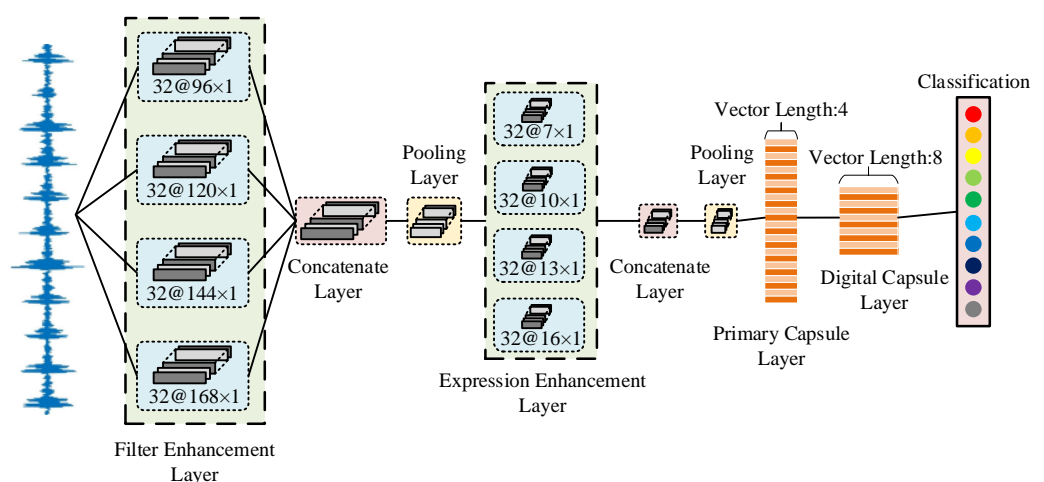 32@96×1
32@120×1
32@144×1
32@168×1
Filter Enhancement
Layer
Concatenate
Layer
Pooling
Layer
32@7×1
32@10×1
32@13×1
32@16×1
Expression Enhancement
Layer
Concatenate
Layer
Pooling
Layer
Vector Length:4
Primary Capsule
Layer
Vector Length:8
Digital Capsule
Layer
Classification